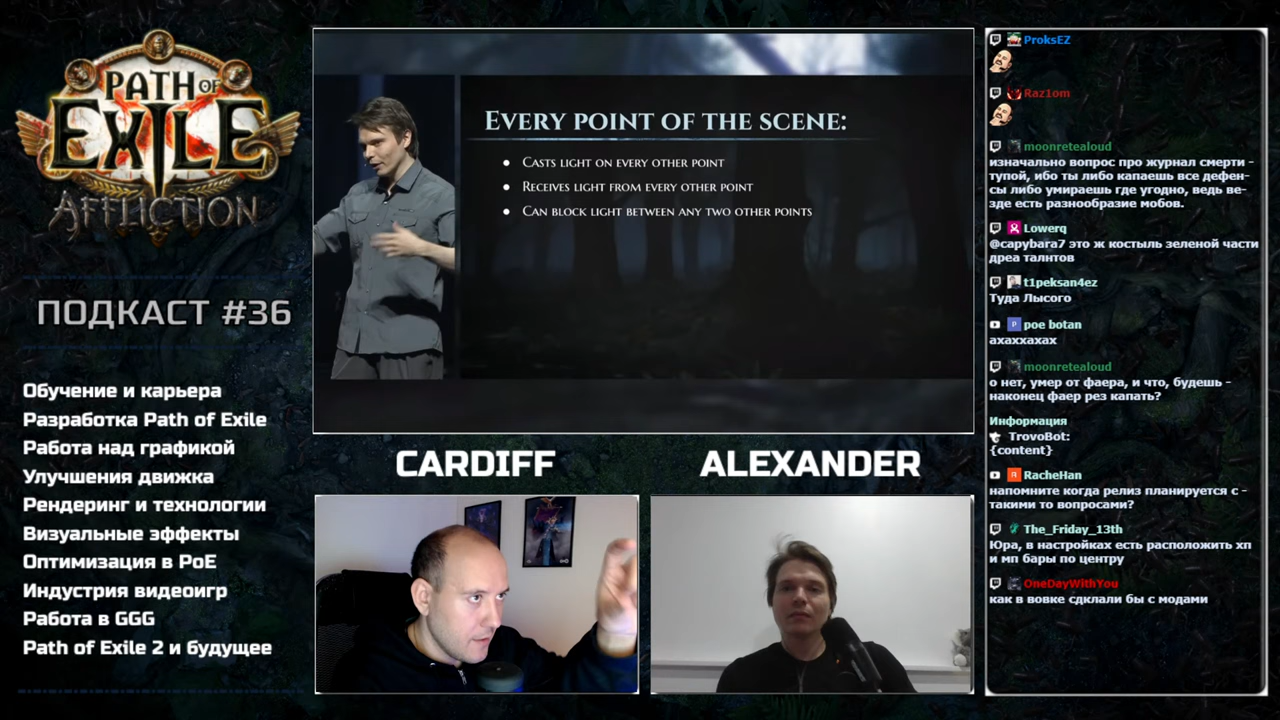 PATH OF
EXILE
AFFLICTION
ПОДКАСТ #36
Обучение и карьера
Разработка Path of Exile
Работа над графикой
Улучшения движка
Рендеринг и технологии
Визуальные эффекты
Оптимизация в PoE
Индустрия видеоигр
Работа в GGG
Path of Exile 2 и будущее
EVERY POINT OF THE SCENE:
• CASTS LIGHT ON EVERY OTHER POINT
• RECEIVES LIGHT FROM EVERY OTHER POINT
• CAN BLOCK LIGHT BETWEEN ANY TWO OTHER POINTS
CARDIFF
ALEXANDER
ProksEZ
Raz1om
moonretealoud
изначально вопрос про журнал смерти -
тупой, ибо ты либо капаешь все дефен-
сы либо умираешь где угодно, ведь ве-
зде есть разнообразие мобов.
Lowerq
@capybara7 это ж костыль зеленой части
дреа талнтов
t1peksan4ez
Туда Лысого
poe botan
ахаххахах
moonretealoud
о нет, умер от фаера, и что, будешь -
наконец фаер рез капать?
Информация
TrovoBot:
{content}
RacheHan
напомните когда релиз планируется с -
такими то вопросами?
The_Friday_13th
Юра, в настройках есть расположить хп
и мп бары по центру
OneDayWithYou
как в вовке сдклали бы с модами